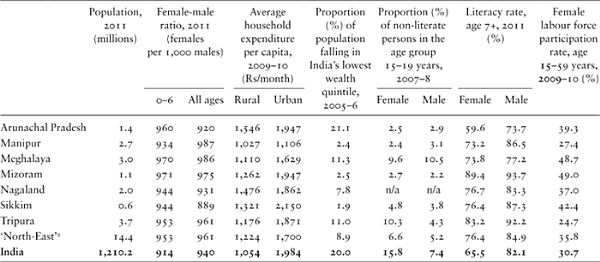 Population, 2011 (millions) Female-male ratio, 2011 (females per 1,000 males) Average household expenditure per capita, 2009-10 (Rs/month) Proportion (%) of population falling in India's lowest wealth quintile, 2005-6 Proportion (%) of non-literate persons in the age group 15–19 years, 2007-8 Literacy rate, age 7+, 2011 (%) Female labour force participation rate, age 15–59 years, 2009-10 (%)
0–6 All ages Rural Urban Female Male Female Male
Arunachal Pradesh 1.4 960 920 1,546 1,947 21.1 2.5 2.9 59.6 73.7 39.3
Manipur 2.7 934 987 1,027 1,106 2.4 2.4 3.1 73.2 86.5 27.4
Meghalaya 3.0 970 986 1,110 1,629 11.3 9.6 10.5 73.8 77.2 48.7
Mizoram 1.1 971 975 1,262 1,947 2.5 2.7 2.2 89.4 93.7 49.0
Nagaland 2.0 944 931 1,476 1,862 7.8 n/a n/a 76.7 83.3 37.0
Sikkim 0.6 944 889 1,321 2,150 1.9 4.8 3.8 76.4 87.3 42.4
Tripura 3.7 953 961 1,176 1,871 11.0 10.3 4.3 83.2 92.2 24.7
'North-East'ᵃ 14.4 953 961 1,224 1,700 8.9 6.6 5.2 76.4 84.9 35.8
India 1,210.2 914 940 1,054 1,984 20.0 15.8 7.4 65.5 82.1 30.7